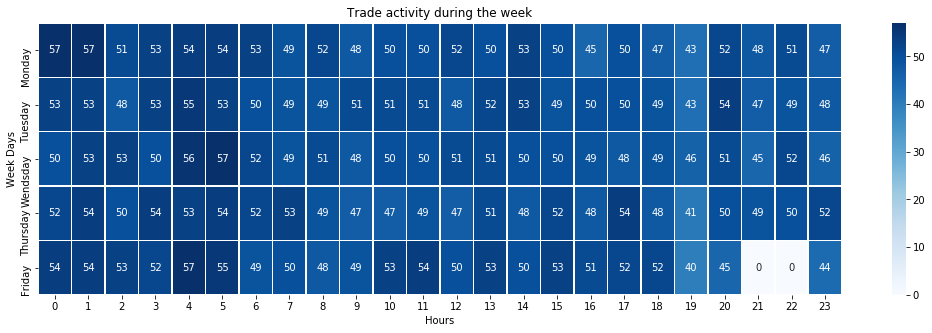 Trade activity during the week
Monday 57 57 51 53 54 54 53 49 52 48 50 50 52 50 53 50 45 50 47 43 52 48 51 47
Tuesday 53 53 48 53 55 53 50 49 49 51 51 51 48 52 53 49 50 50 49 43 54 47 49 48
Wendsday 50 53 53 50 56 57 52 49 51 48 50 50 51 51 50 50 49 48 49 46 51 45 52 46
Thursday 52 54 50 54 53 54 52 53 49 47 47 49 47 51 48 52 48 54 48 41 50 49 50 52
Friday 54 54 53 52 57 55 49 50 48 49 53 54 50 53 50 53 51 52 52 40 45 0 0 44
0 1 2 3 4 5 6 7 8 9 10 11 12 13 14 15 16 17 18 19 20 21 22 23
Hours
Week Days
50
40
30
20
10
0